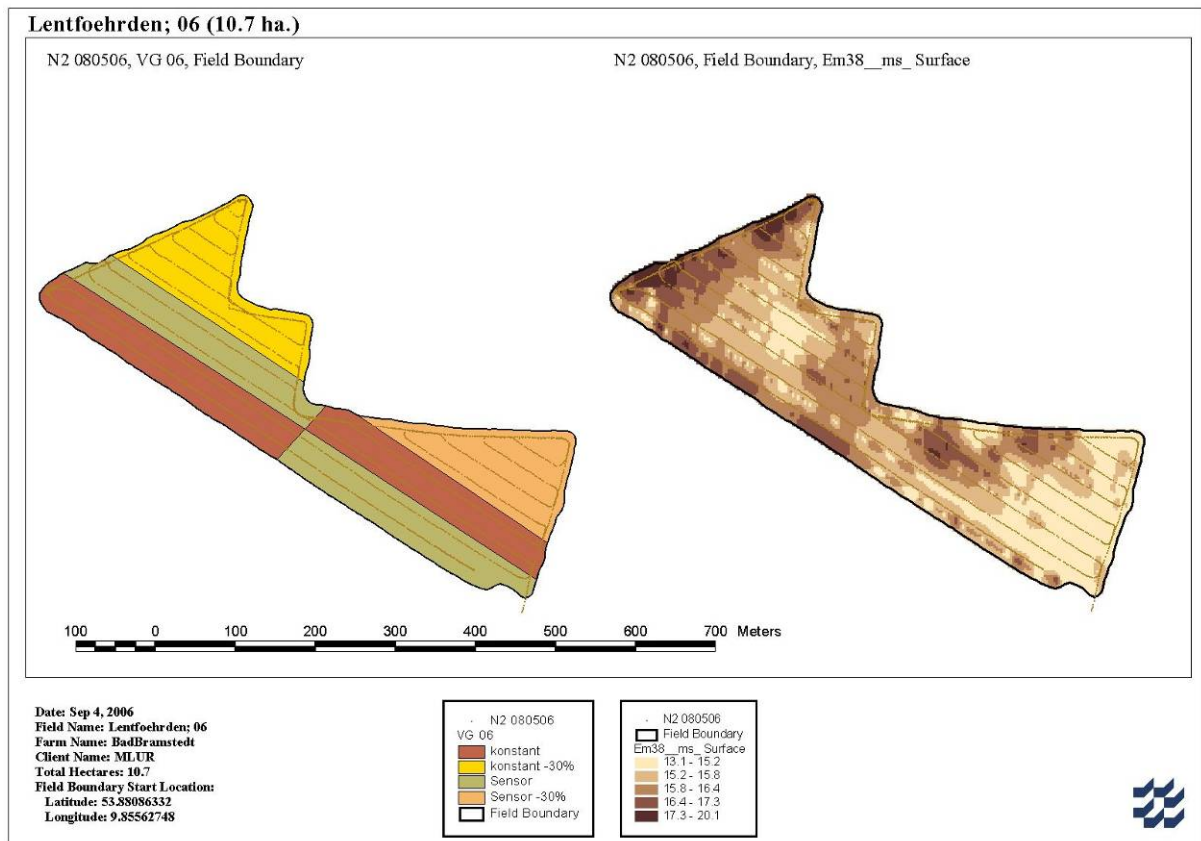 Lentfoehrden; 06 (10.7 ha.)
N2 080506, VG 06, Field Boundary
N2 080506, Field Boundary, Em38__ms_ Surface
100 0 100 200 300 400 500 600 700 Meters
Date: Sep 4, 2006
Field Name: Lentfoehrden; 06
Farm Name: BadBramstedt
Client Name: MLUR
Total Hectares: 10.7
Field Boundary Start Location:
Latitude: 53.88086332
Longitude: 9.85562748
N2 080506
VG 06
konstant
konstant -30%
Sensor
Sensor -30%
Field Boundary
N2 080506
Field Boundary
Em38__ms_ Surface
13.1 - 15.2
15.2 - 15.8
15.8 - 16.4
16.4 - 17.3
17.3 - 20.1